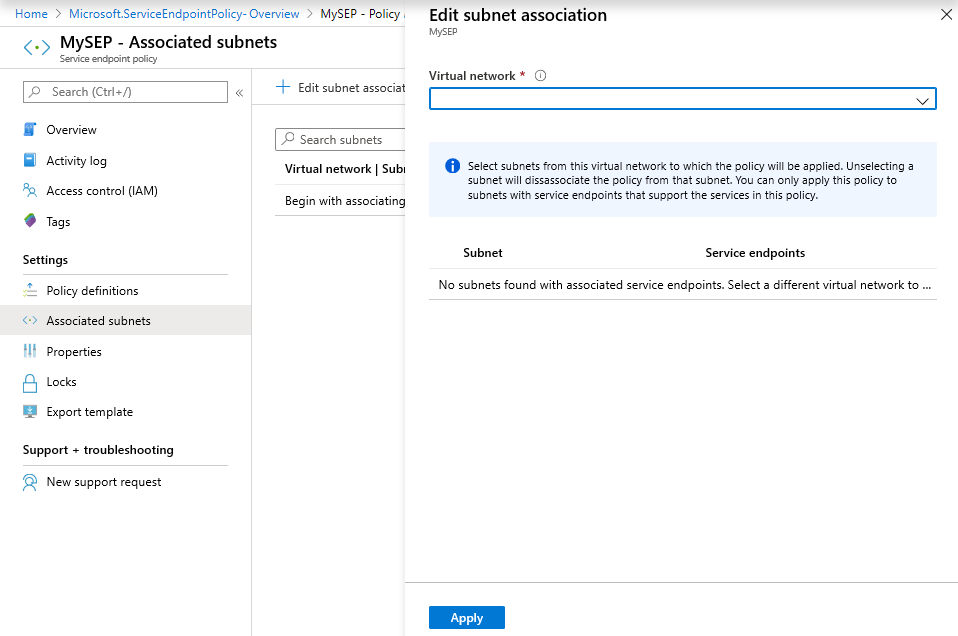 Home > Microsoft.ServiceEndpointPolicy- Overview > MySEP - Policy
MySEP - Associated subnets
Service endpoint policy
Search (Ctrl+/)
«
Overview
Activity log
Access control (IAM)
Tags
Settings
Policy definitions
Associated subnets
Properties
Locks
Export template
Support + troubleshooting
New support request
+ Edit subnet associat
Search subnets
Virtual network | Sub
Begin with associating
Edit subnet association
MySEP
Virtual network *
Select subnets from this virtual network to which the policy will be applied. Unselecting a
subnet will dissassociate the policy from that subnet. You can only apply this policy to
subnets with service endpoints that support the services in this policy.
Subnet Service endpoints
No subnets found with associated service endpoints. Select a different virtual network to ...
Apply